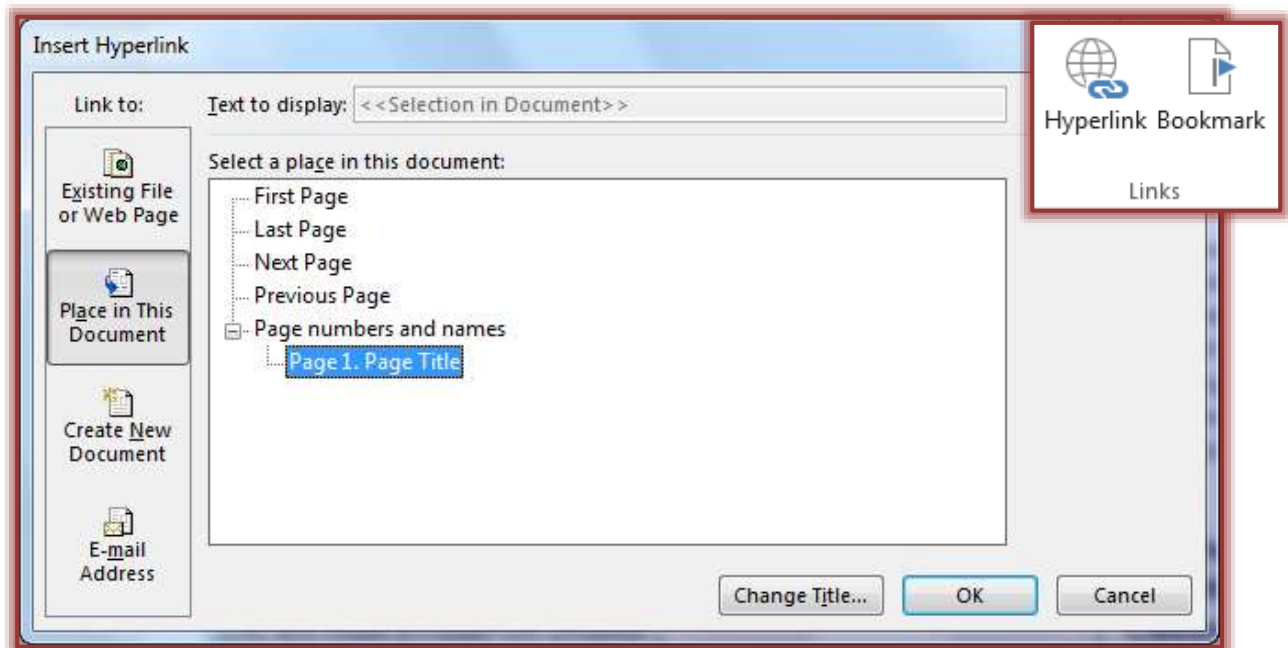 Insert Hyperlink
Hyperlink Bookmark
Links
Link to:
Text to display: <<Selection in Document>>
Select a place in this document:
Existing File
or Web Page
Place in This
Document
Create New
Document
E-mail
Address
First Page
Last Page
Next Page
Previous Page
Page numbers and names
Page 1. Page Title
Change Title...
OK
Cancel